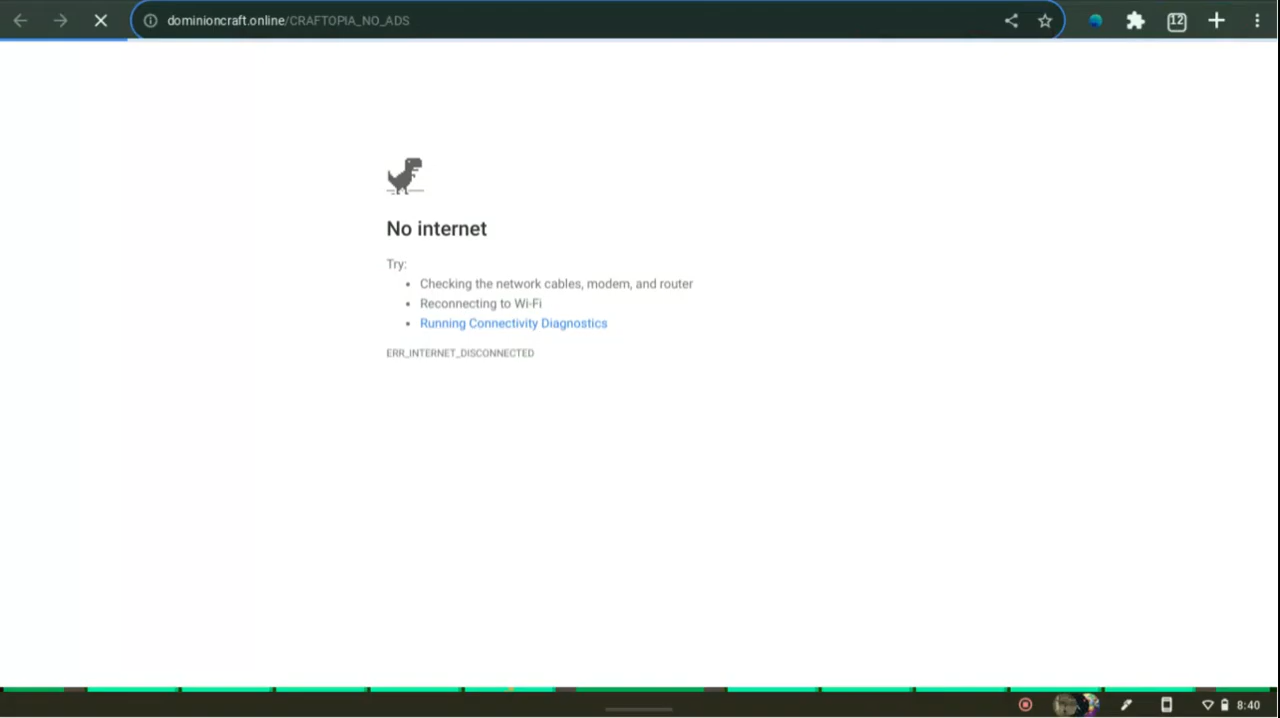 dominioncraft.online/CRAFTOPIA_NO_ADS
12
No internet
Try:
Checking the network cables, modem, and router
Reconnecting to Wi-Fi
Running Connectivity Diagnostics
ERR_INTERNET_DISCONNECTED
8:40